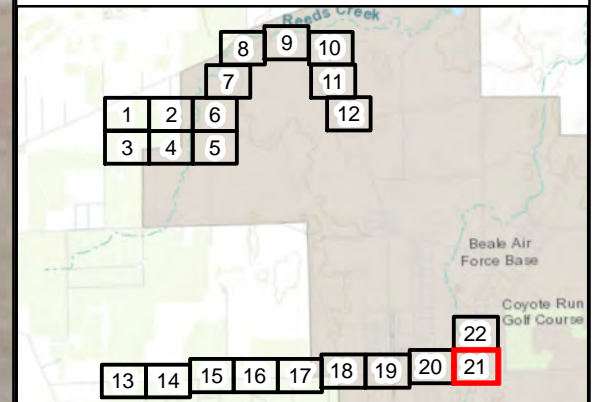 Reeds Creek
8 9 10
7 11
1 2 6 12
3 4 5
Beale Air
Force Base
Coyote Run
Golf Course
22
13 14 15 16 17 18 19 20 21